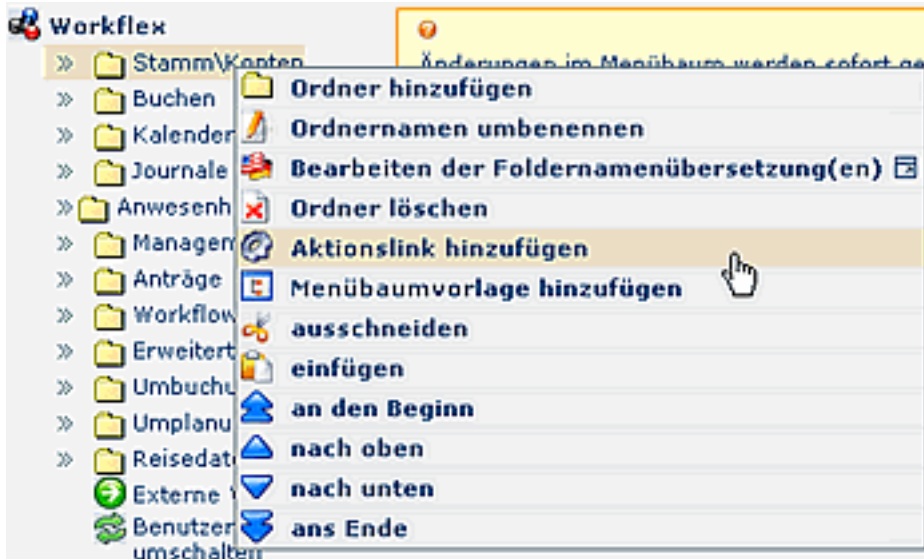 Workflex
Stamm\Konten
Änderungen im Menübaum werden sofort ge
Buchen
Kalender
Journale
Anwesenh
Managem
Anträge
Workflow
Erweitert
Umbuchu
Umplanu
Reisedat
Externe
Benutzer
umschalten
Ordner hinzufügen
Ordnernamen umbenennen
Bearbeiten der Foldernamenübersetzung(en)
Ordner löschen
Aktionslink hinzufügen
Menübaumvorlage hinzufügen
ausschneiden
einfügen
an den Beginn
nach oben
nach unten
ans Ende